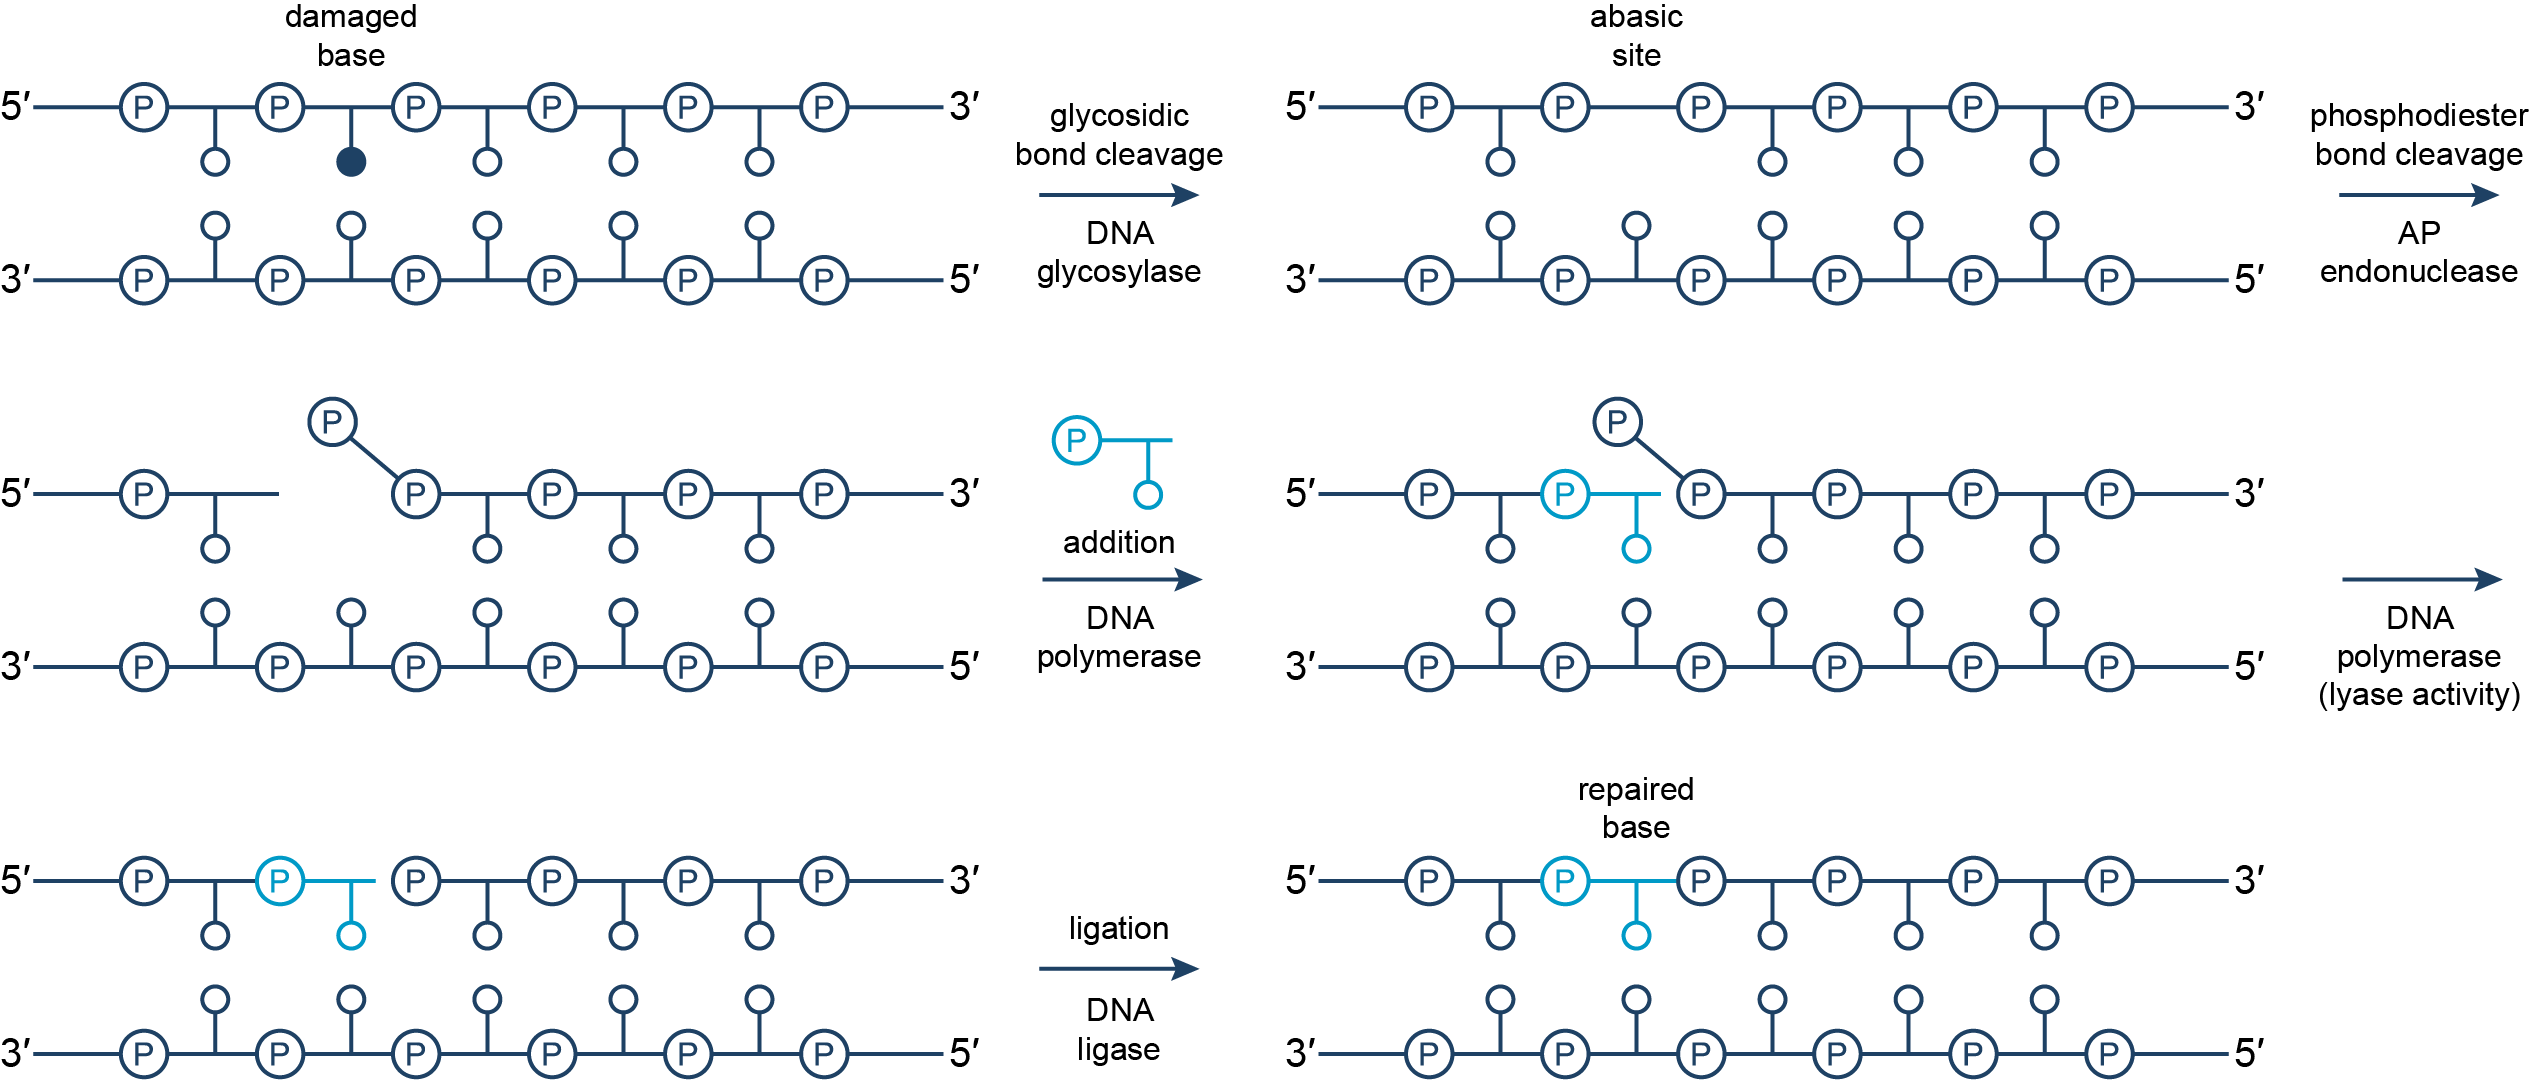 damaged
base
5′ P P P P P P 3′
3′ P P P P P P 5′
glycosidic
bond cleavage
DNA
glycosylase
abasic
site
5′ P P P P P P 3′
3′ P P P P P P 5′
phosphodiester
bond cleavage
AP
endonuclease
P
5′ P P P P P 3′
3′ P P P P P P 5′
P
addition
DNA
polymerase
P
5′ P P P P P P 3′
3′ P P P P P P 5′
DNA
polymerase
(lyase activity)
5′ P P P P P P 3′
3′ P P P P P P 5′
ligation
DNA
ligase
repaired
base
5′ P P P P P P 3′
3′ P P P P P P 5′